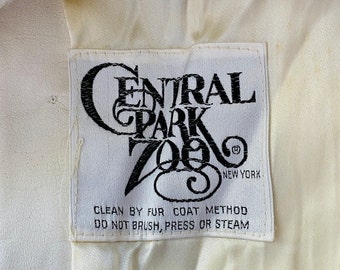 CENTRAL
PARK
ZOO
NEW YORK
CLEAN BY FUR COAT METHOD
DO NOT BRUSH, PRESS OR STEAM